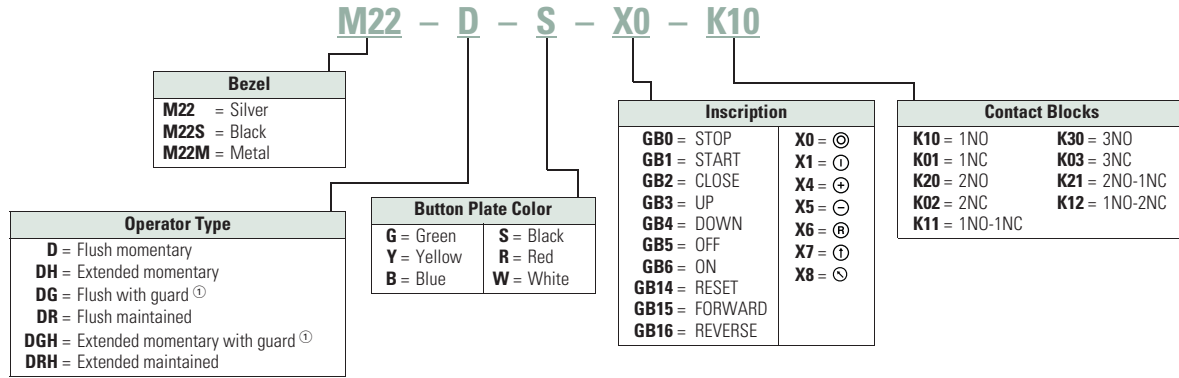 M22 – D – S – X0 – K10
Bezel
M22 = Silver
M22S = Black
M22M = Metal
Operator Type
D = Flush momentary
DH = Extended momentary
DG = Flush with guard ①
DR = Flush maintained
DGH = Extended momentary with guard ①
DRH = Extended maintained
Button Plate Color
G = Green
Y = Yellow
B = Blue
S = Black
R = Red
W = White
Inscription
GB0 = STOP
GB1 = START
GB2 = CLOSE
GB3 = UP
GB4 = DOWN
GB5 = OFF
GB6 = ON
GB14 = RESET
GB15 = FORWARD
GB16 = REVERSE
X0 = ⌾
X1 = ⏼
X4 = ⊕
X5 = ⊖
X6 = Ⓡ
X7 = ↑
X8 = ⦸
Contact Blocks
K10 = 1NO
K01 = 1NC
K20 = 2NO
K02 = 2NC
K11 = 1NO-1NC
K30 = 3NO
K03 = 3NC
K21 = 2NO-1NC
K12 = 1NO-2NC